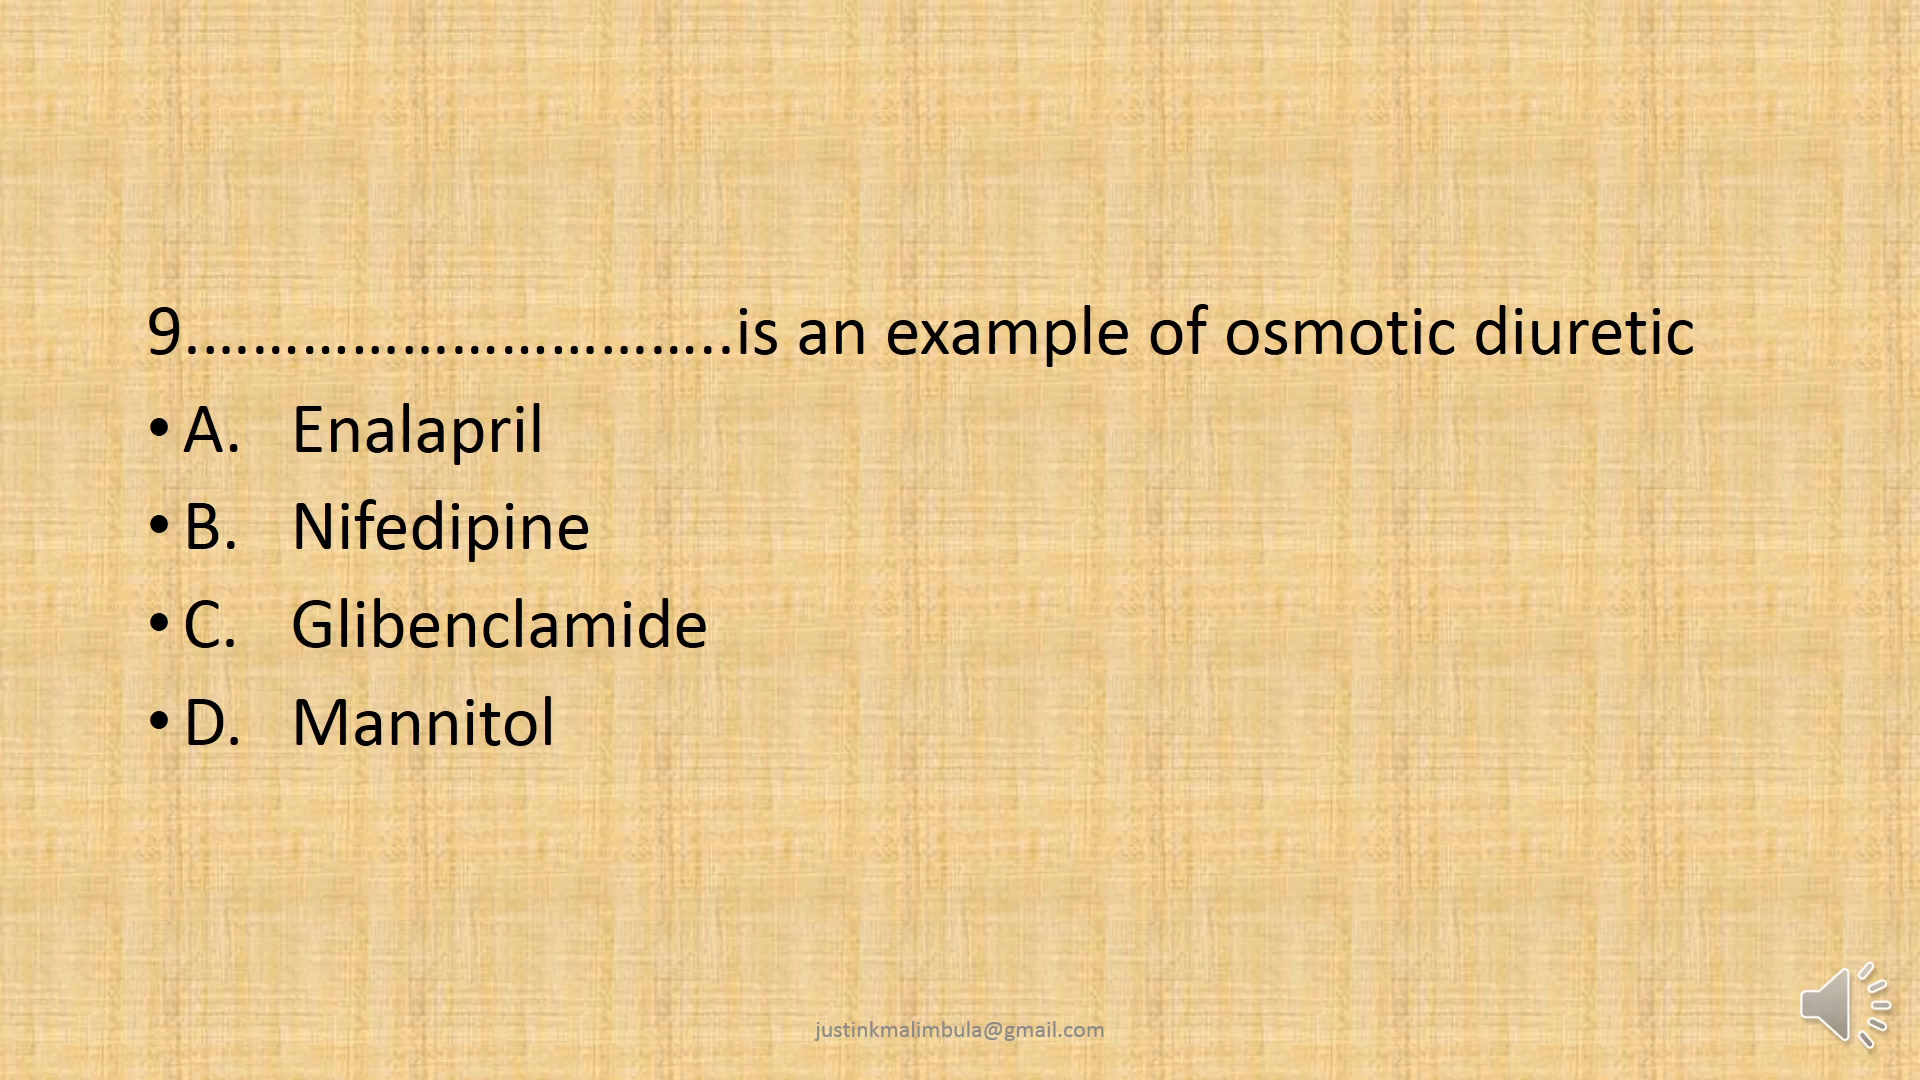 9.……………………………..is an example of osmotic diuretic
• A. Enalapril
• B. Nifedipine
• C. Glibenclamide
• D. Mannitol
justinkmalimbula@gmail.com